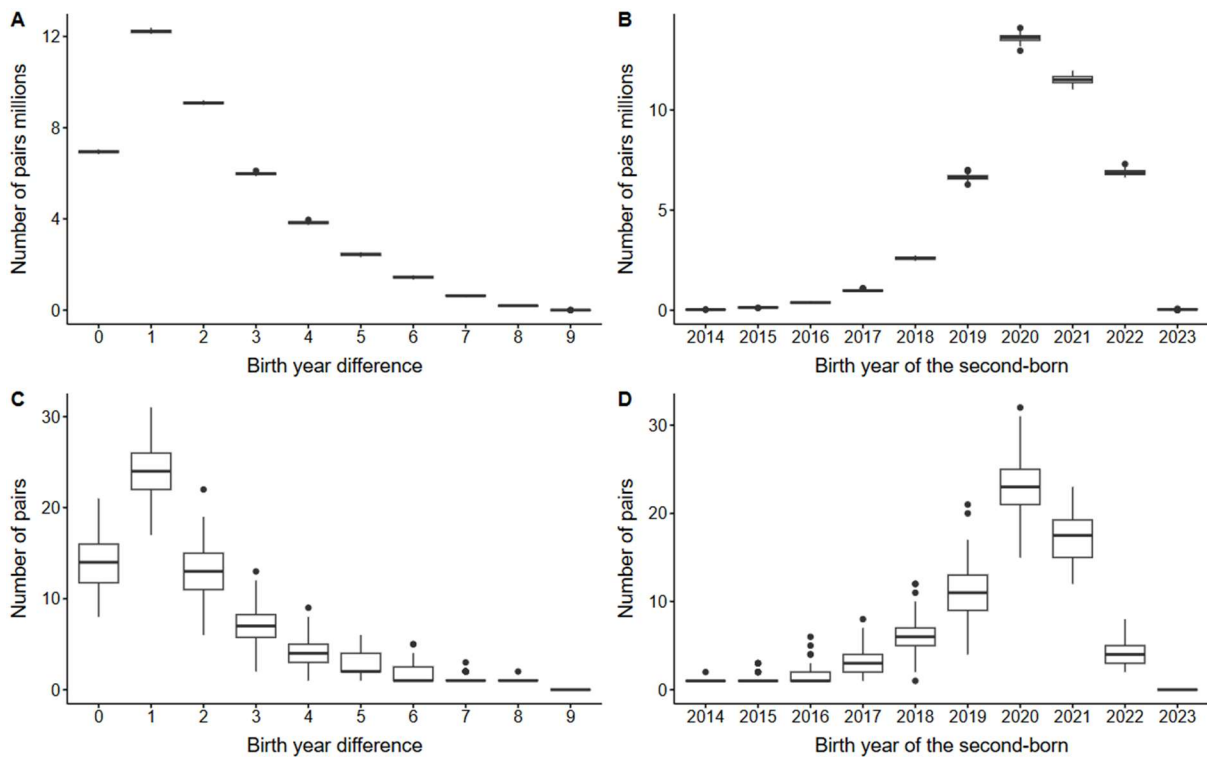 A
Number of pairs millions
12
8
4
0
0 1 2 3 4 5 6 7 8 9
Birth year difference
B
Number of pairs millions
10
5
0
2014 2015 2016 2017 2018 2019 2020 2021 2022 2023
Birth year of the second-born
C
Number of pairs
30
20
10
0
0 1 2 3 4 5 6 7 8 9
Birth year difference
D
Number of pairs
30
20
10
0
2014 2015 2016 2017 2018 2019 2020 2021 2022 2023
Birth year of the second-born